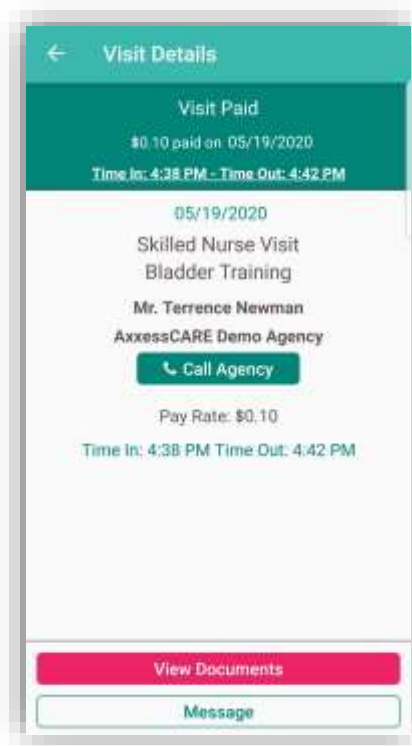 Visit Details
Visit Paid
$0.10 paid on 05/19/2020
Time In: 4:38 PM - Time Out: 4:42 PM
05/19/2020
Skilled Nurse Visit
Bladder Training
Mr. Terrence Newman
AxxessCARE Demo Agency
Call Agency
Pay Rate: $0.10
Time In: 4:38 PM Time Out: 4:42 PM
View Documents
Message